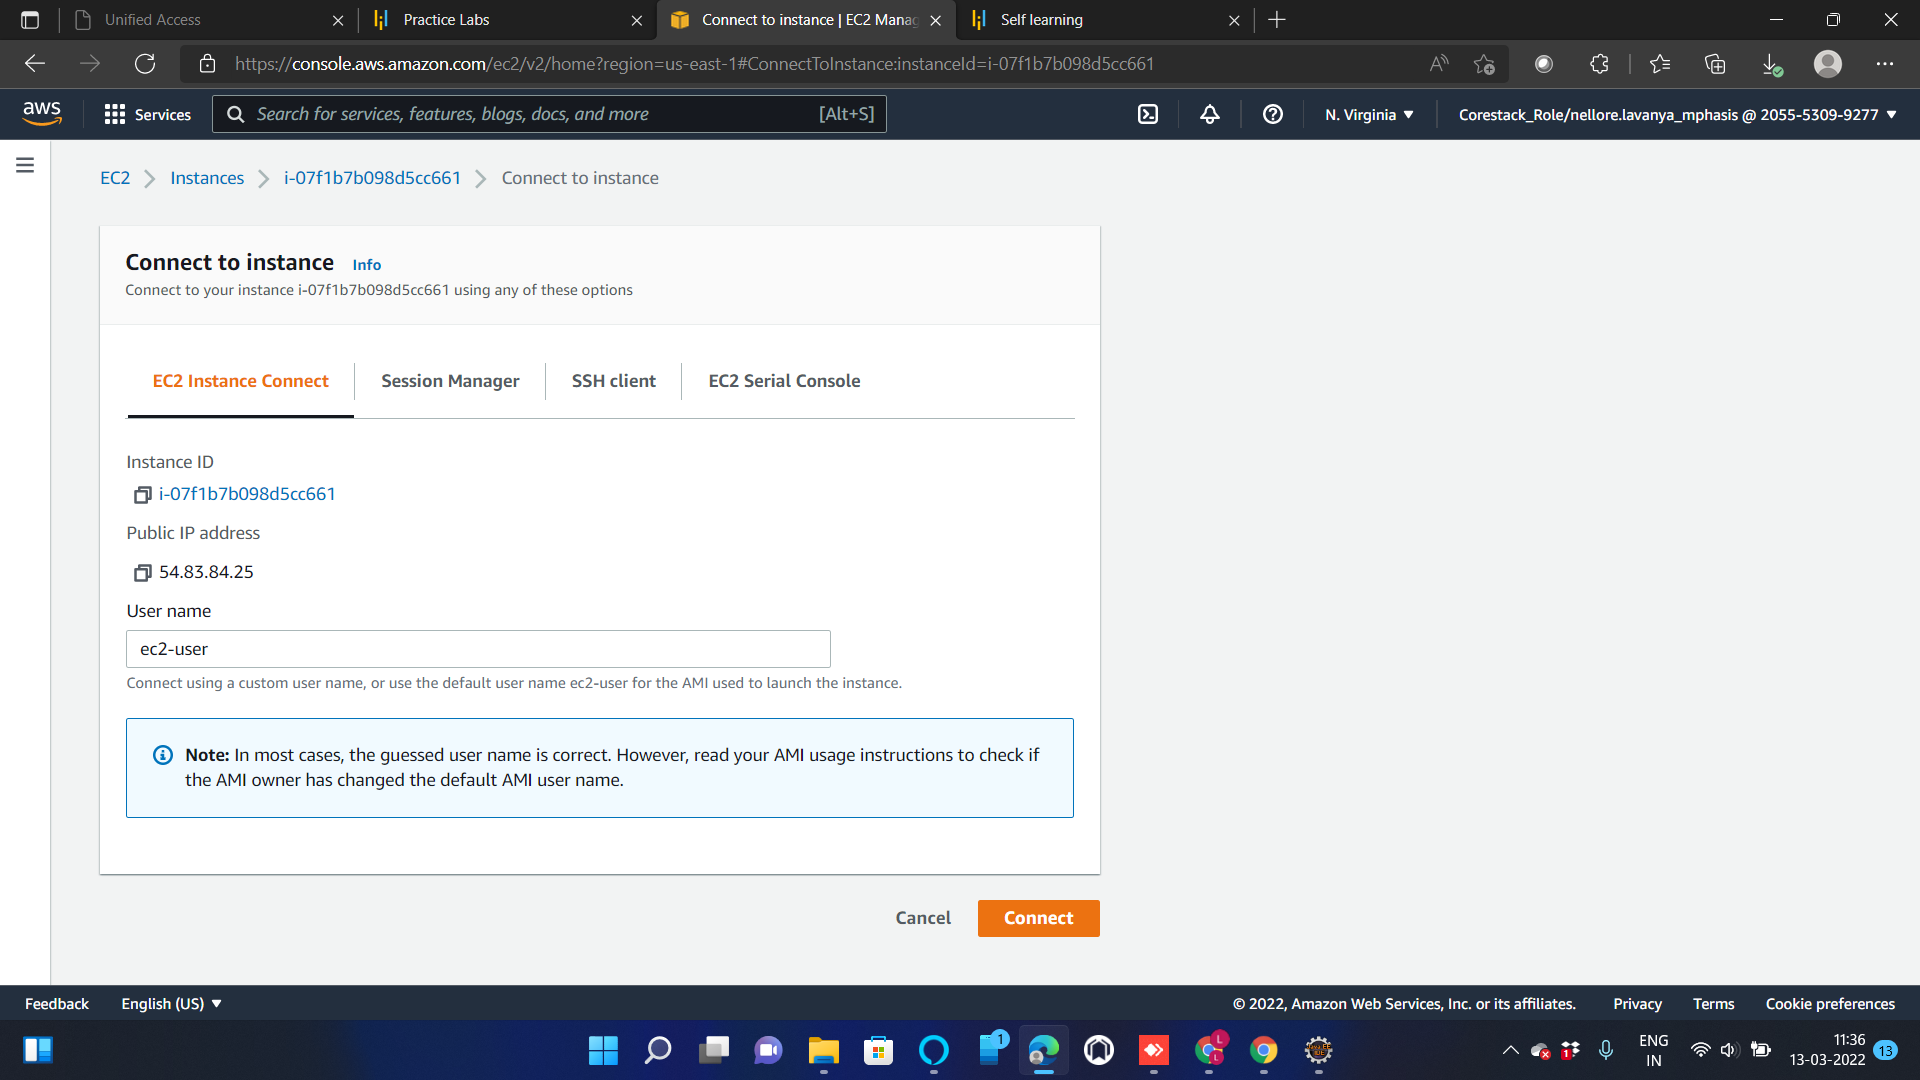 Unified Access
Practice Labs
Connect to instance | EC2 Manag
Self learning
https://console.aws.amazon.com/ec2/v2/home?region=us-east-1#ConnectToInstance:instanceId=i-07f1b7b098d5cc661
aws
Services
Search for services, features, blogs, docs, and more
[Alt+S]
N. Virginia
Corestack_Role/nellore.lavanya_mphasis @ 2055-5309-9277
EC2
Instances
i-07f1b7b098d5cc661
Connect to instance
Connect to instance
Info
Connect to your instance i-07f1b7b098d5cc661 using any of these options
EC2 Instance Connect
Session Manager
SSH client
EC2 Serial Console
Instance ID
i-07f1b7b098d5cc661
Public IP address
54.83.84.25
User name
ec2-user
Connect using a custom user name, or use the default user name ec2-user for the AMI used to launch the instance.
Note: In most cases, the guessed user name is correct. However, read your AMI usage instructions to check if
the AMI owner has changed the default AMI user name.
Cancel
Connect
Feedback
English (US)
© 2022, Amazon Web Services, Inc. or its affiliates.
Privacy
Terms
Cookie preferences
1
L
L
1
ENG
IN
11:36
13-03-2022
13